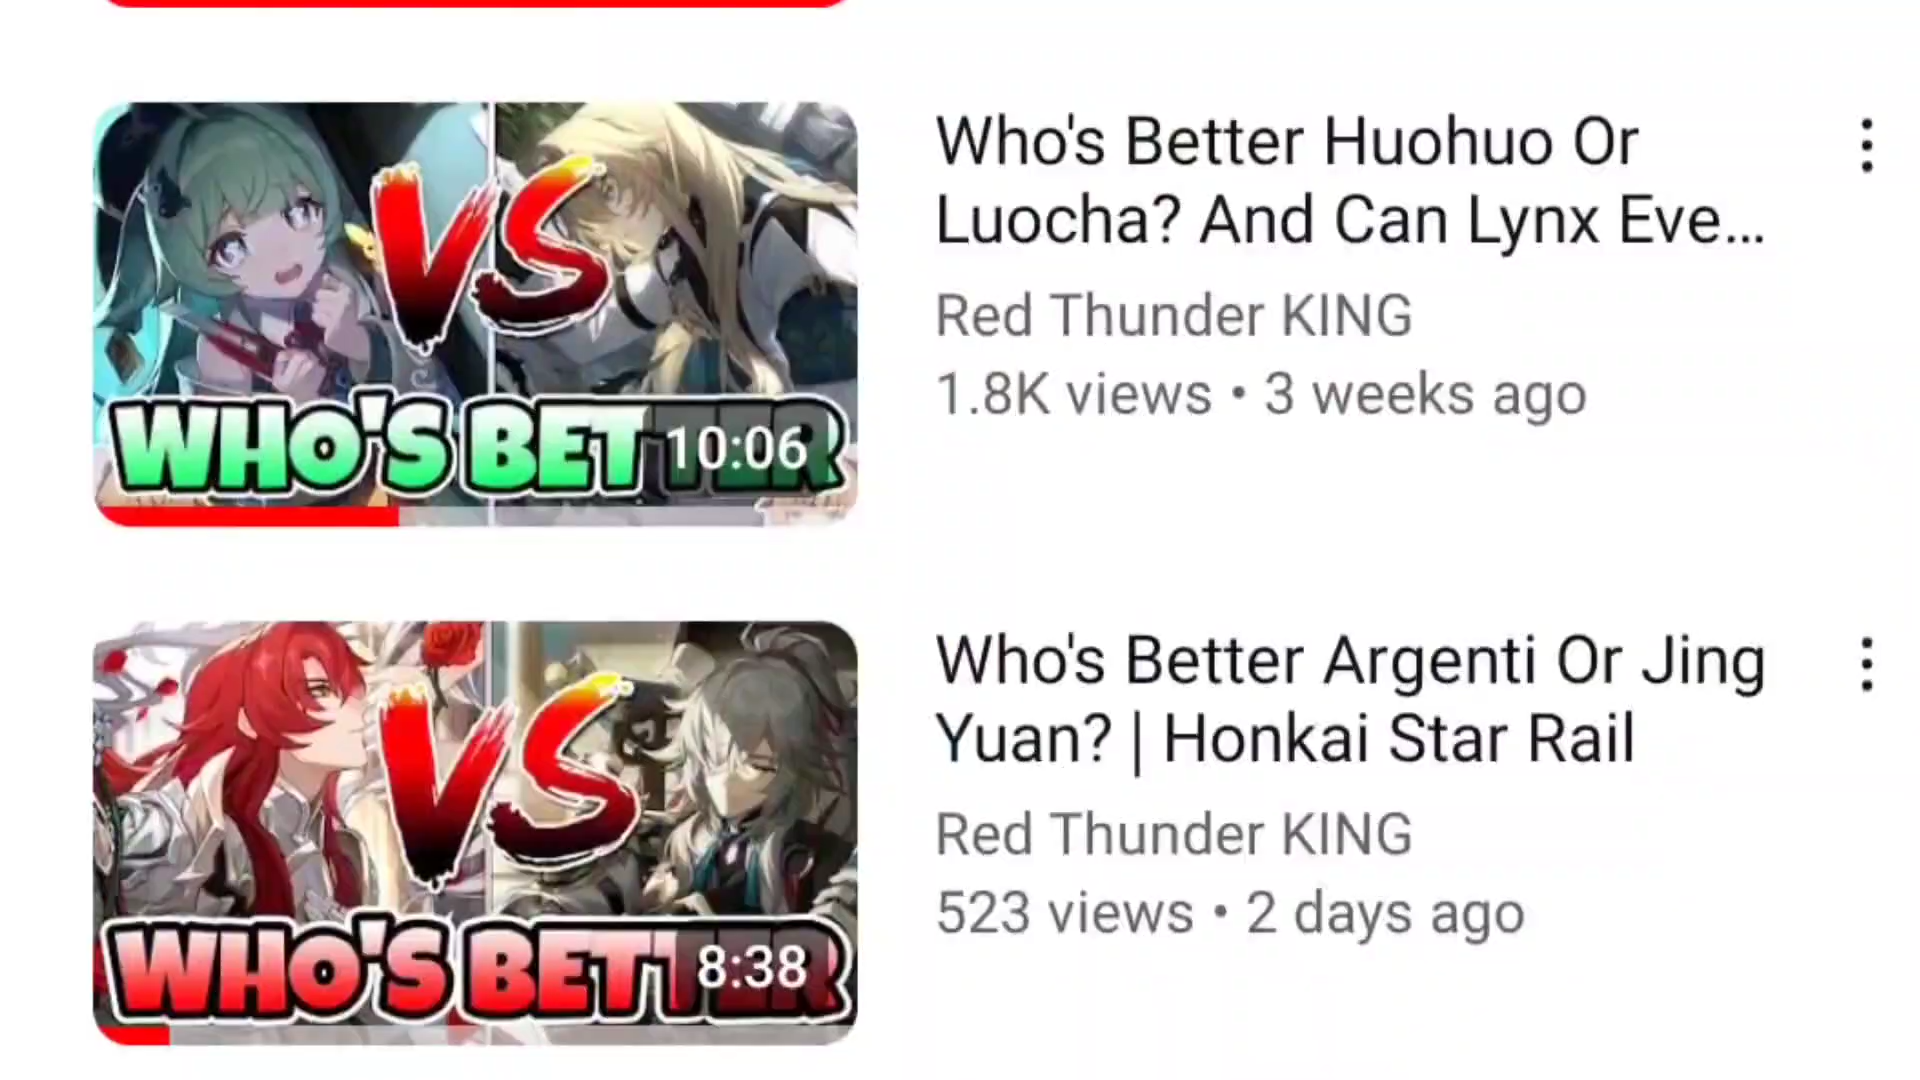 VS
WHO'S BETTER
10:06
Who's Better Huohuo Or
Luocha? And Can Lynx Eve...
Red Thunder KING
1.8K views • 3 weeks ago
VS
WHO'S BETTER
8:38
Who's Better Argenti Or Jing
Yuan? | Honkai Star Rail
Red Thunder KING
523 views • 2 days ago